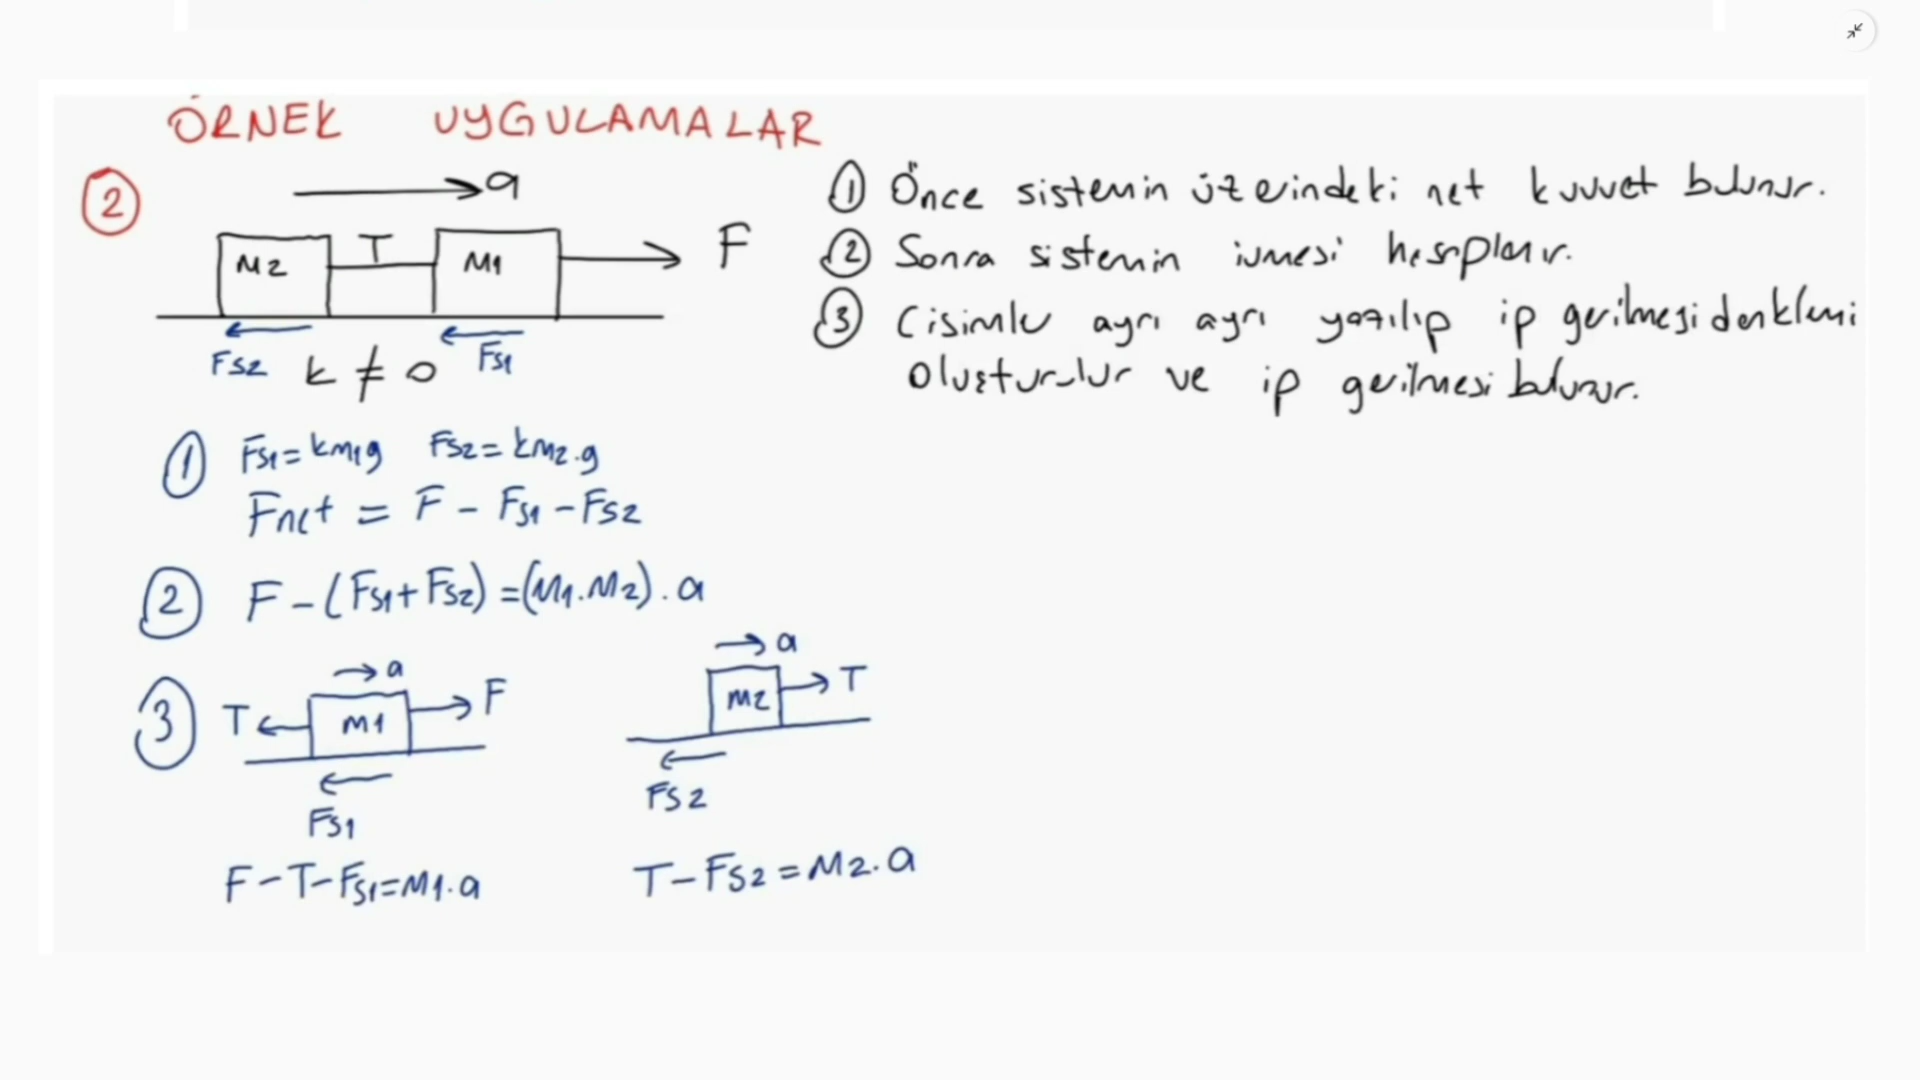 ÖRNEK UYGULAMALAR
2
a
M2 T M1 F
Fs2 k ≠ 0 Fs1
1 Önce sistemin üzerindeki net kuvvet bulunur.
2 Sonra sistemin ivmesi hesaplanır.
3 Cisimler ayrı ayrı yazılıp ip gerilmesi denklemi
oluşturulur ve ip gerilmesi bulunur.
1 Fs1 = km1g Fs2 = km2.g
Fnet = F - Fs1 - Fs2
2 F - (Fs1 + Fs2) = (M1.M2).a
3
a
T m1 F
Fs1
F - T - Fs1 = M1.a
a
m2 T
Fs2
T - Fs2 = M2.a